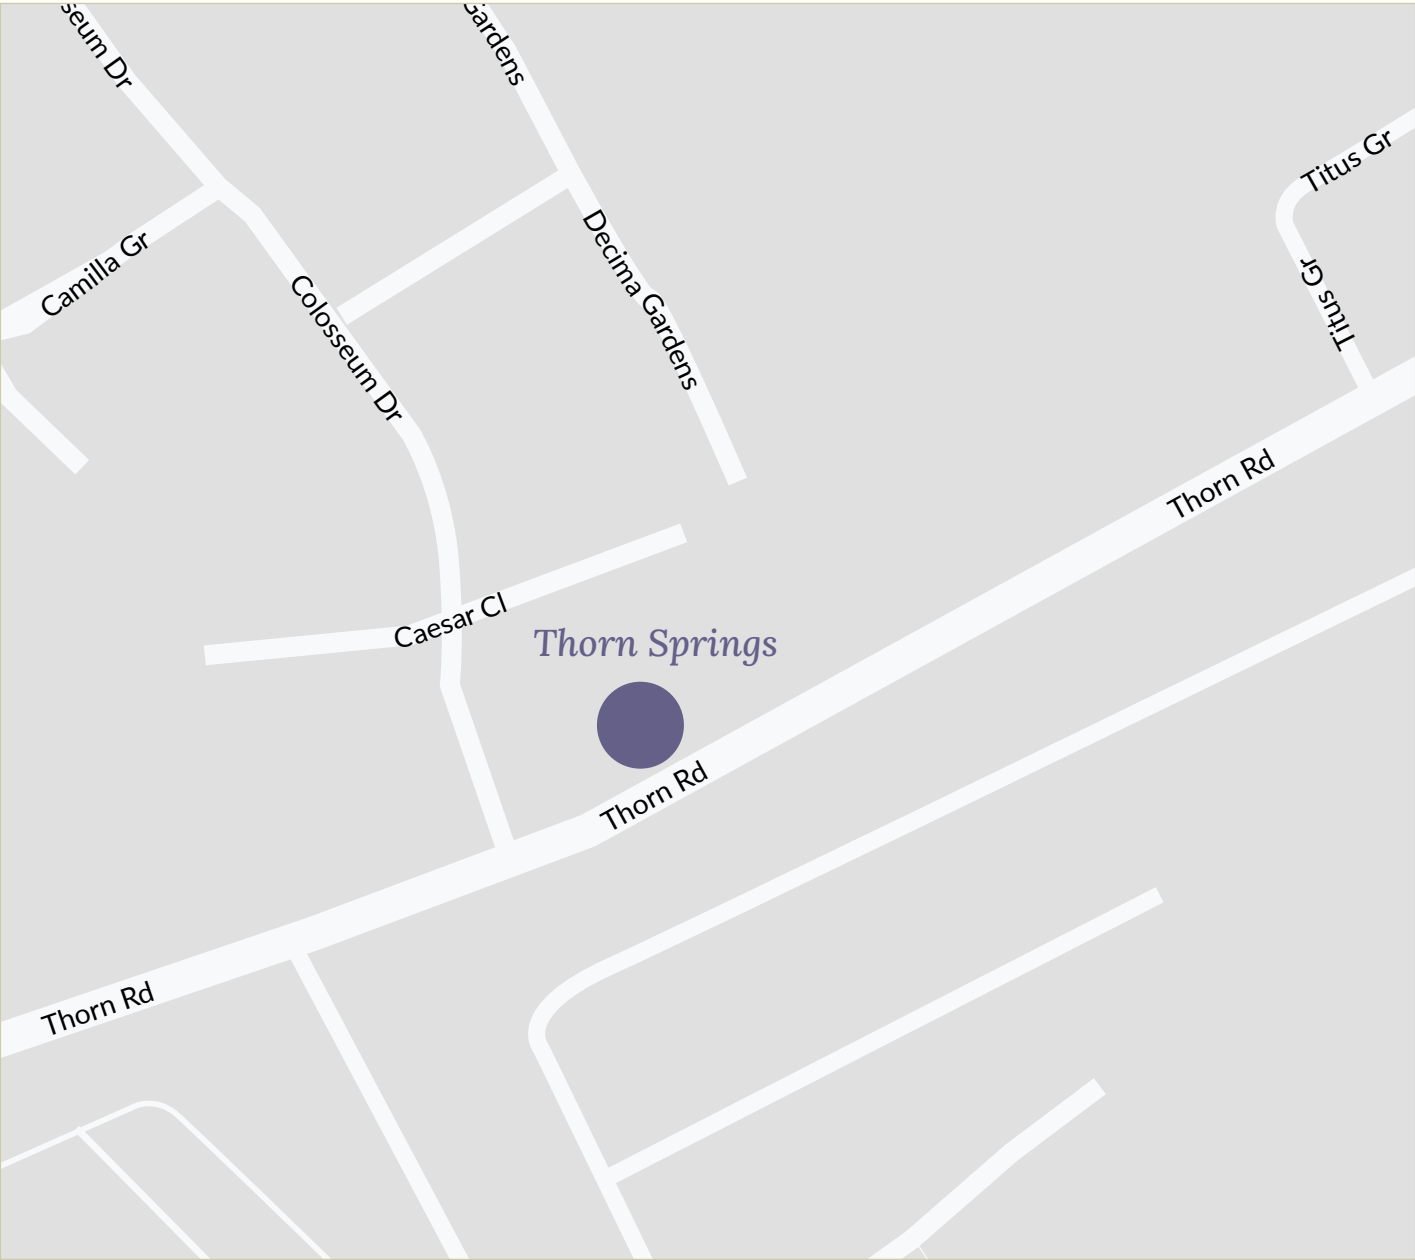 seum Dr
Gardens
Titus Gr
Camilla Gr
Decima Gardens
Titus Gr
Colosseum Dr
Thorn Rd
Caesar Cl
Thorn Springs
Thorn Rd
Thorn Rd